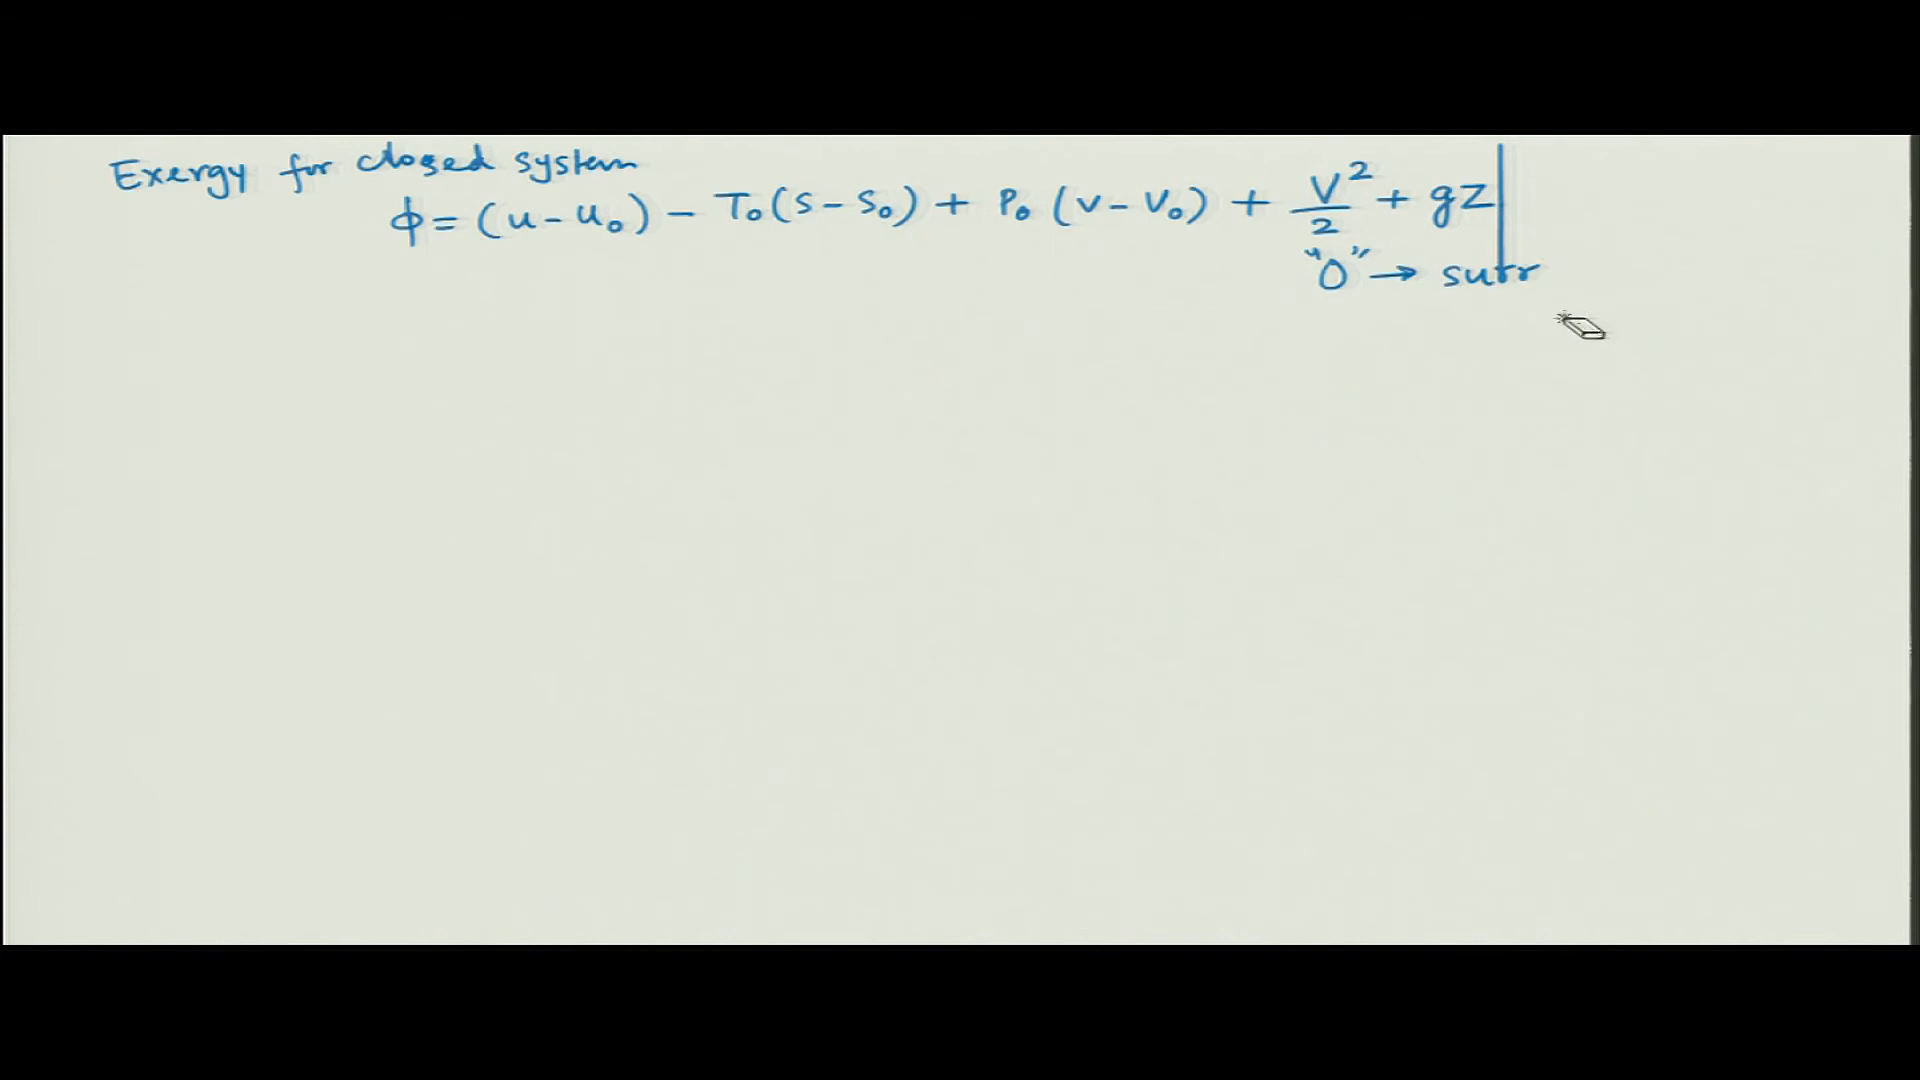 Exergy for closed system
ϕ = (u - u₀) - T₀(s - s₀) + P₀ (v - v₀) + V²/2 + gz
"0" → surr